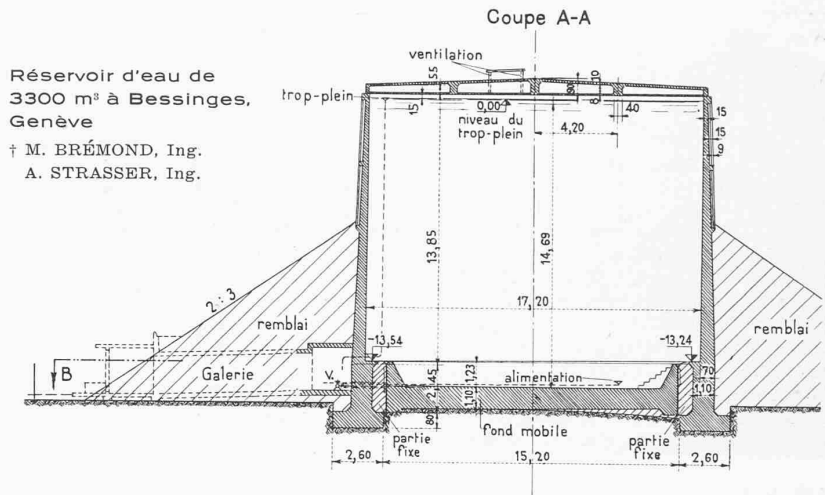 Coupe A-A
Réservoir d'eau de
3300 m³ à Bessinges,
Genève
† M. BRÉMOND, Ing.
A. STRASSER, Ing.
ventilation
55
90
8 10
trop-plein
15
0,00
niveau du
trop-plein
40
4,20
15
15
9
13,85
14,69
2:3
17,20
remblai
remblai
-13,54
-13,24
B
Galerie
V.
2,45
1,23
alimentation
70
1,10
1,10
80
partie
fixe
fond mobile
partie
fixe
2,60
15,20
2,60